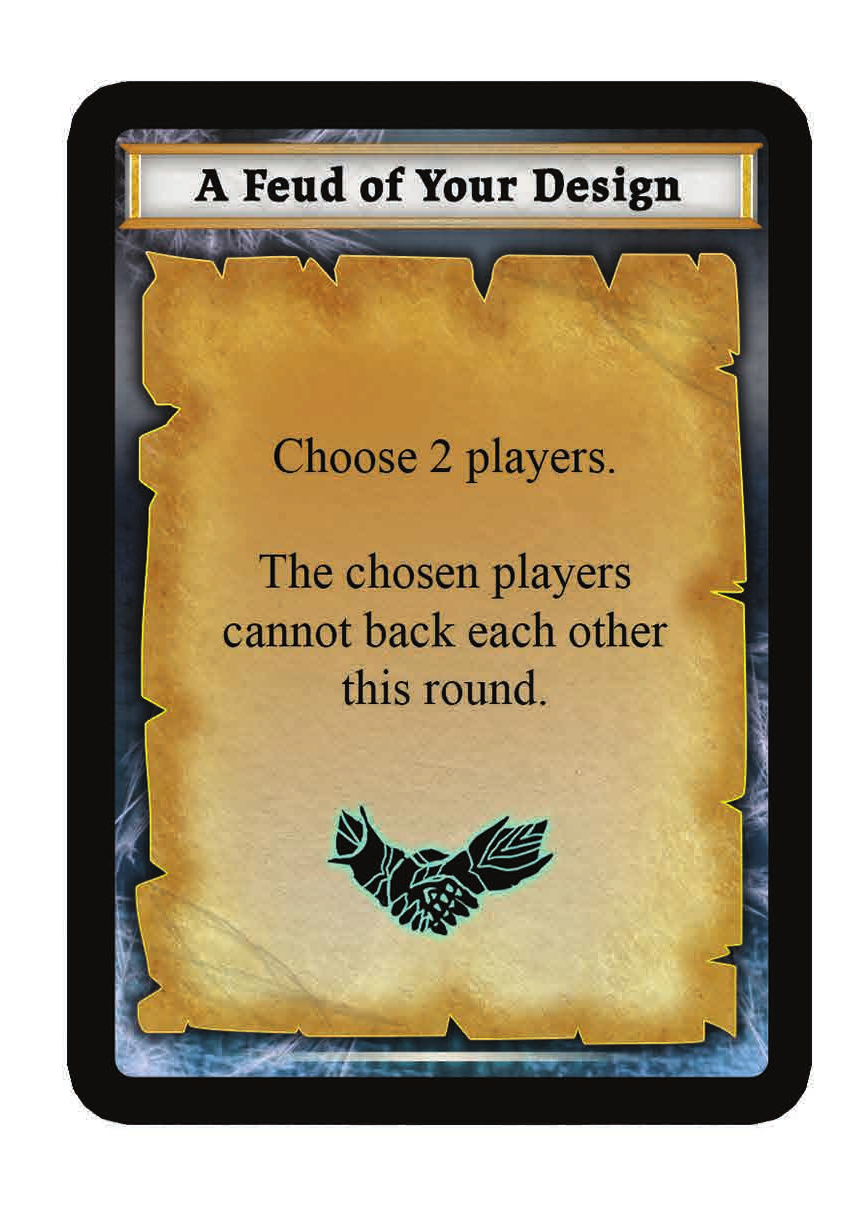 A Feud of Your Design
Choose 2 players.
The chosen players
cannot back each other
this round.